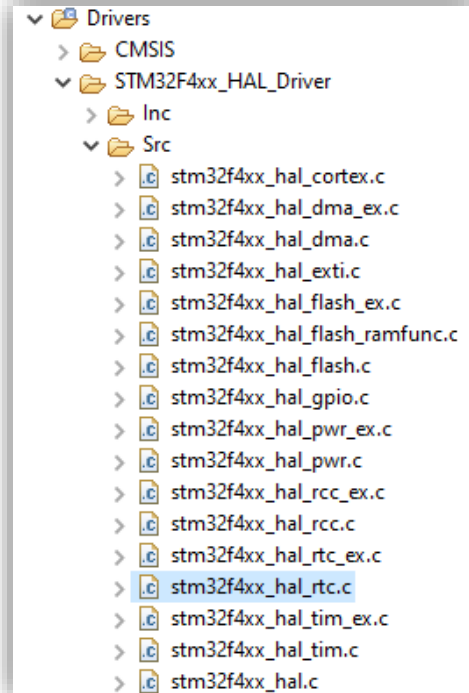 Drivers
CMSIS
STM32F4xx_HAL_Driver
Inc
Src
stm32f4xx_hal_cortex.c
stm32f4xx_hal_dma_ex.c
stm32f4xx_hal_dma.c
stm32f4xx_hal_exti.c
stm32f4xx_hal_flash_ex.c
stm32f4xx_hal_flash_ramfunc.c
stm32f4xx_hal_flash.c
stm32f4xx_hal_gpio.c
stm32f4xx_hal_pwr_ex.c
stm32f4xx_hal_pwr.c
stm32f4xx_hal_rcc_ex.c
stm32f4xx_hal_rcc.c
stm32f4xx_hal_rtc_ex.c
stm32f4xx_hal_rtc.c
stm32f4xx_hal_tim_ex.c
stm32f4xx_hal_tim.c
stm32f4xx_hal.c